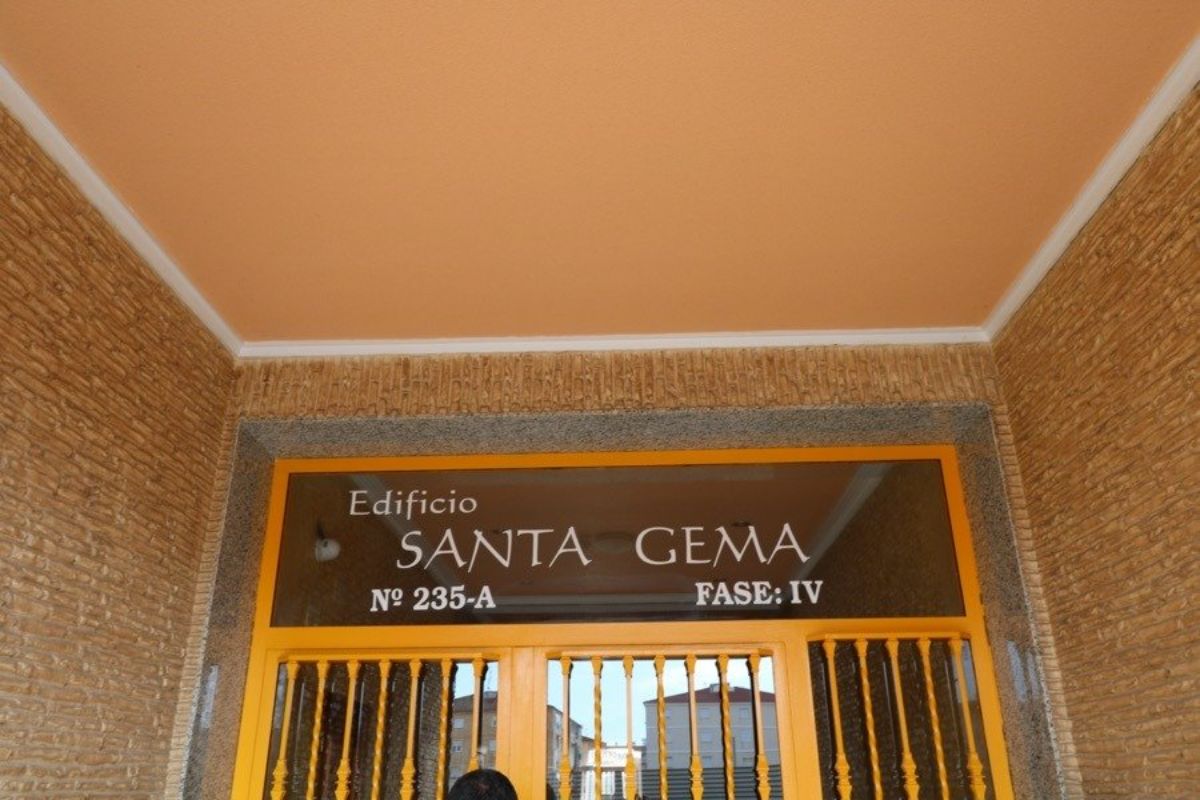 Edificio
SANTA GEMA
Nº 235-A FASE: IV